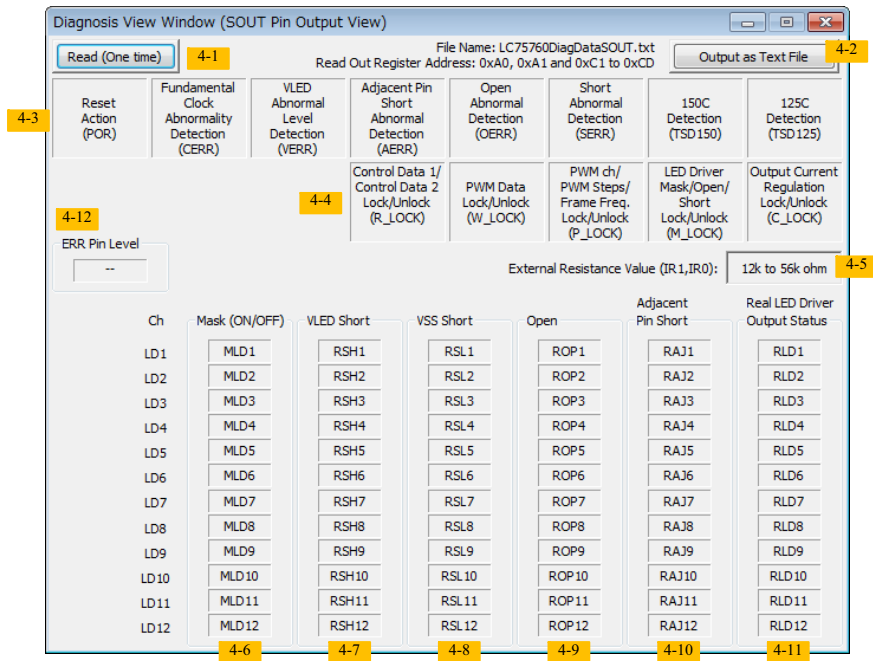 Diagnosis View Window (SOUT Pin Output View)
Read (One time)
4-1
File Name: LC75760DiagDataSOUT.txt
Read Out Register Address: 0xA0, 0xA1 and 0xC1 to 0xCD
Output as Text File
4-2
4-3
Reset
Action
(POR)
Fundamental
Clock
Abnormality
Detection
(CERR)
VLED
Abnormal
Level
Detection
(VERR)
Adjacent Pin
Short
Abnormal
Detection
(AERR)
Open
Abnormal
Detection
(OERR)
Short
Abnormal
Detection
(SERR)
150C
Detection
(TSD150)
125C
Detection
(TSD125)
4-4
Control Data 1/
Control Data 2
Lock/Unlock
(R_LOCK)
PWM Data
Lock/Unlock
(W_LOCK)
PWM ch/
PWM Steps/
Frame Freq.
Lock/Unlock
(P_LOCK)
LED Driver
Mask/Open/
Short
Lock/Unlock
(M_LOCK)
Output Current
Regulation
Lock/Unlock
(C_LOCK)
4-12
ERR Pin Level
--
External Resistance Value (IR1,IR0): 12k to 56k ohm
4-5
Ch Mask (ON/OFF) VLED Short VSS Short Open
Adjacent
Pin Short
Real LED Driver
Output Status
LD1 MLD1 RSH1 RSL1 ROP1 RAJ1 RLD1
LD2 MLD2 RSH2 RSL2 ROP2 RAJ2 RLD2
LD3 MLD3 RSH3 RSL3 ROP3 RAJ3 RLD3
LD4 MLD4 RSH4 RSL4 ROP4 RAJ4 RLD4
LD5 MLD5 RSH5 RSL5 ROP5 RAJ5 RLD5
LD6 MLD6 RSH6 RSL6 ROP6 RAJ6 RLD6
LD7 MLD7 RSH7 RSL7 ROP7 RAJ7 RLD7
LD8 MLD8 RSH8 RSL8 ROP8 RAJ8 RLD8
LD9 MLD9 RSH9 RSL9 ROP9 RAJ9 RLD9
LD10 MLD10 RSH10 RSL10 ROP10 RAJ10 RLD10
LD11 MLD11 RSH11 RSL11 ROP11 RAJ11 RLD11
LD12 MLD12 RSH12 RSL12 ROP12 RAJ12 RLD12
4-6 4-7 4-8 4-9 4-10 4-11